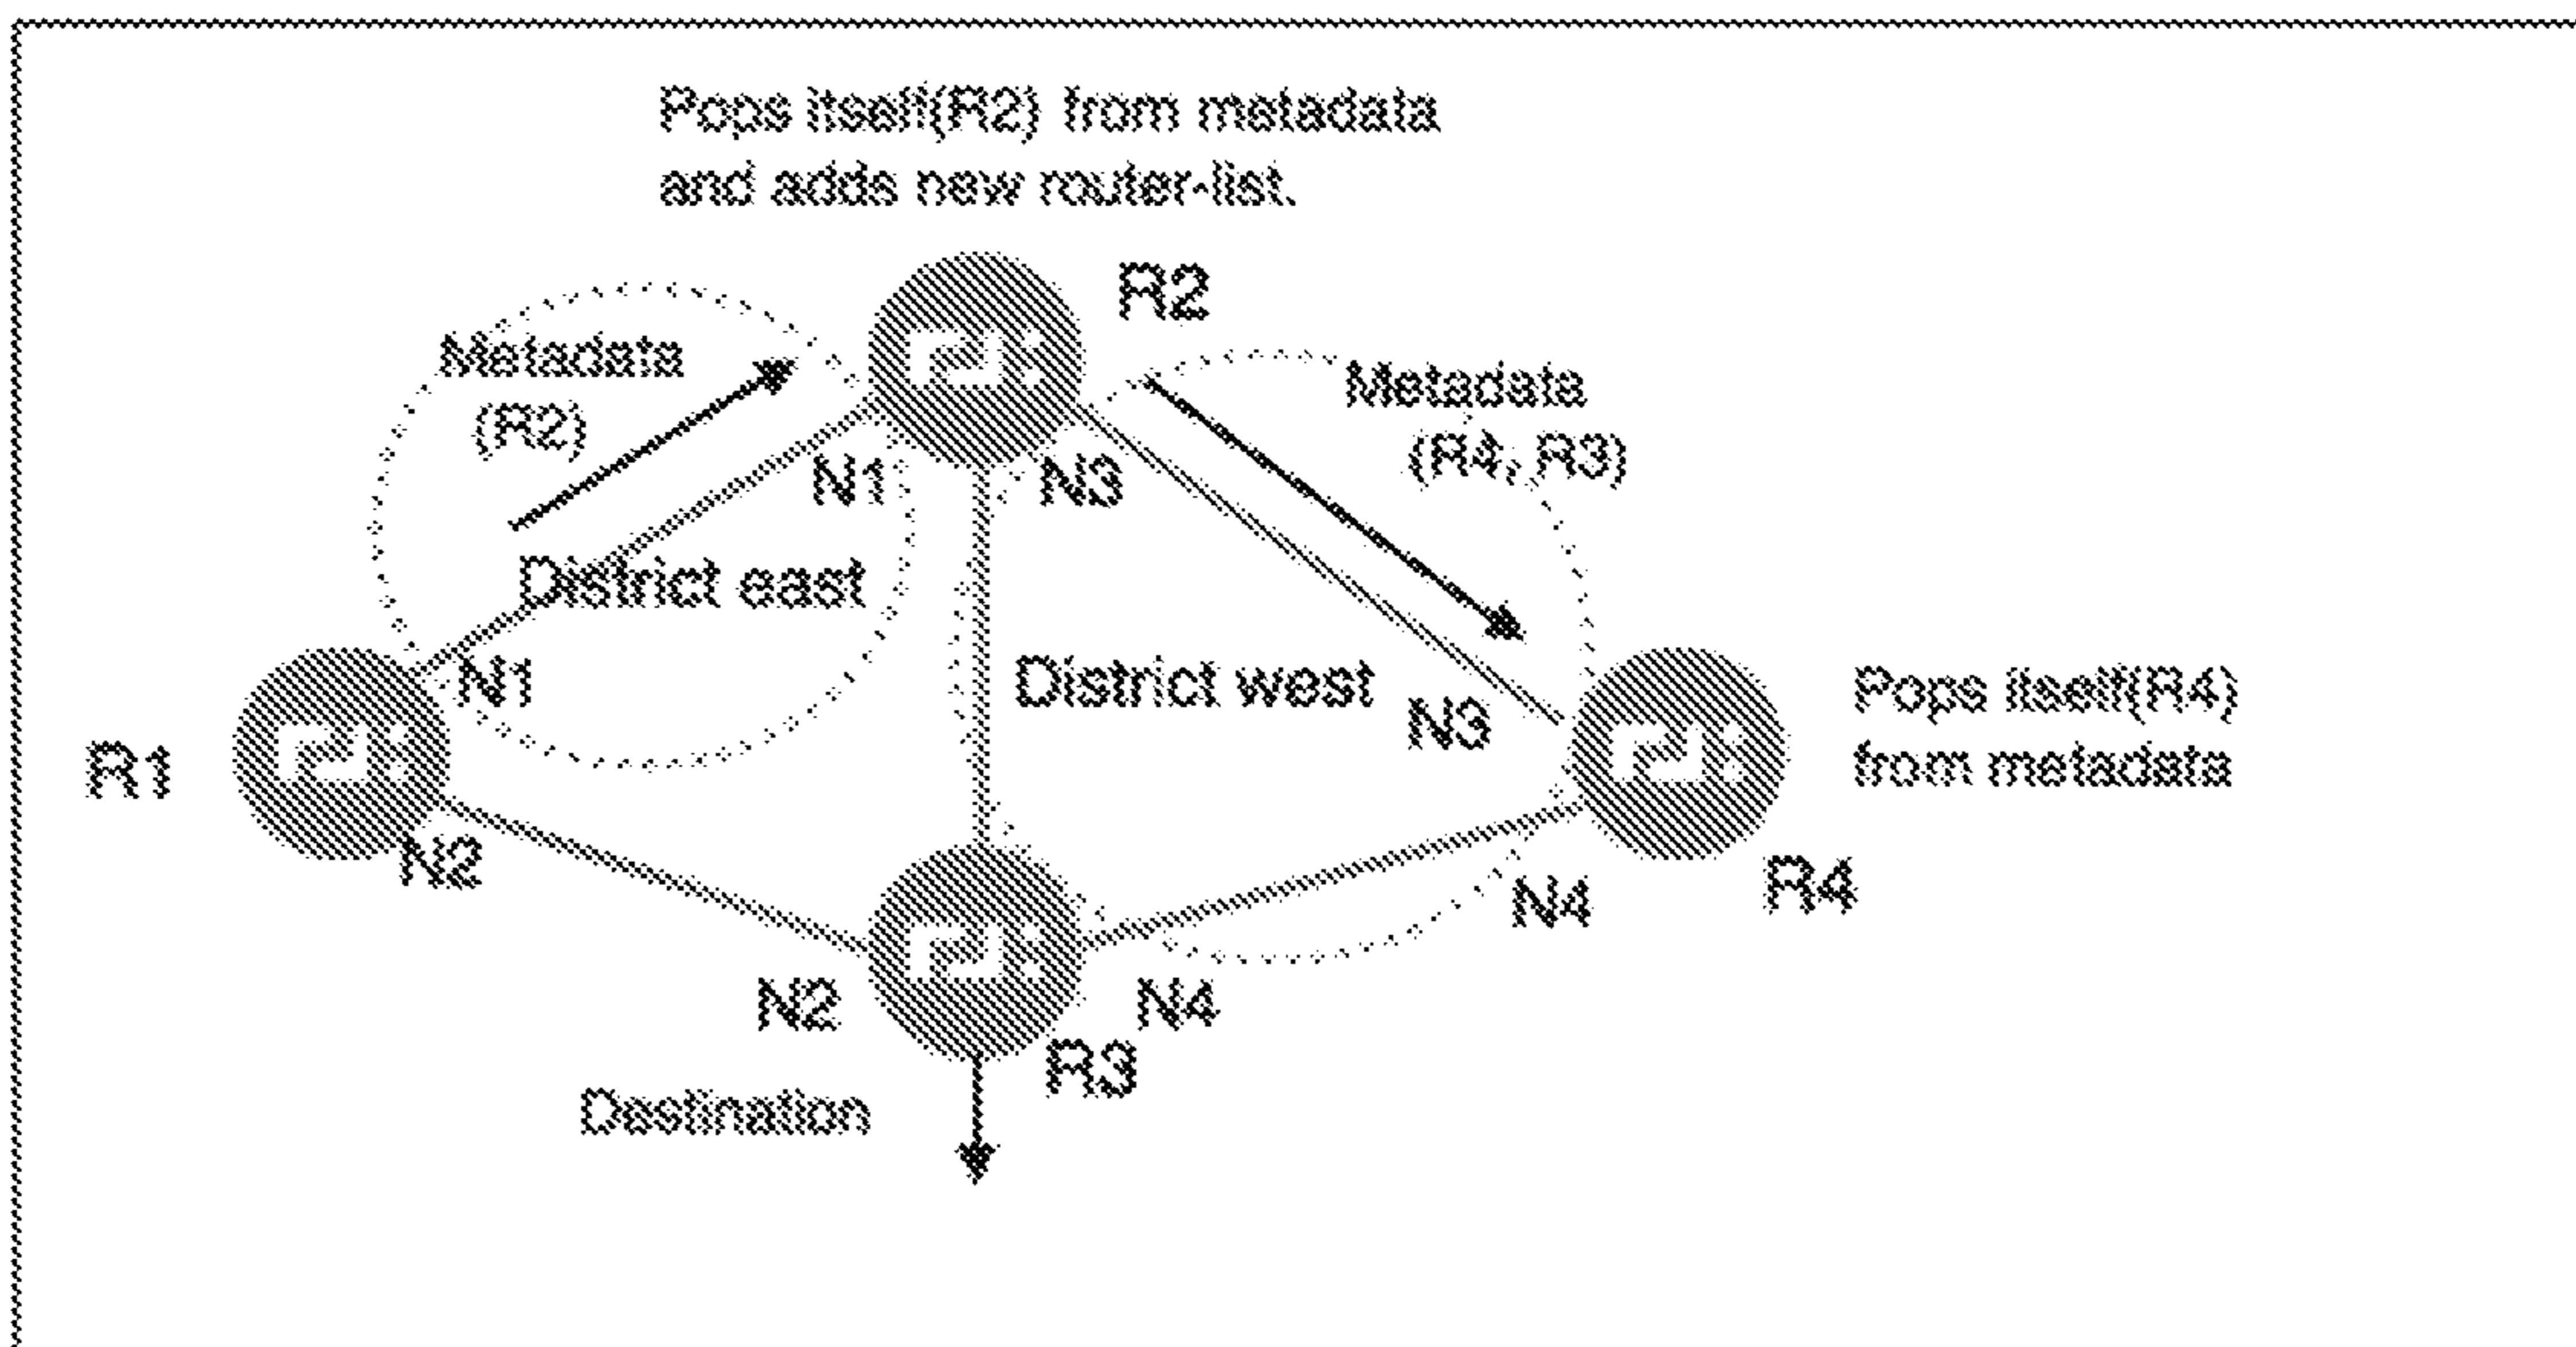 Pops itself(R2) from metadata
and adds new router-list.
R2
Metadata
(R2)
Metadata
(R4, R3)
N1
N3
District east
N1
District west
N3
Pops itself(R4)
from metadata
R1
N2
R4
N4
N2
N4
R3
Destination